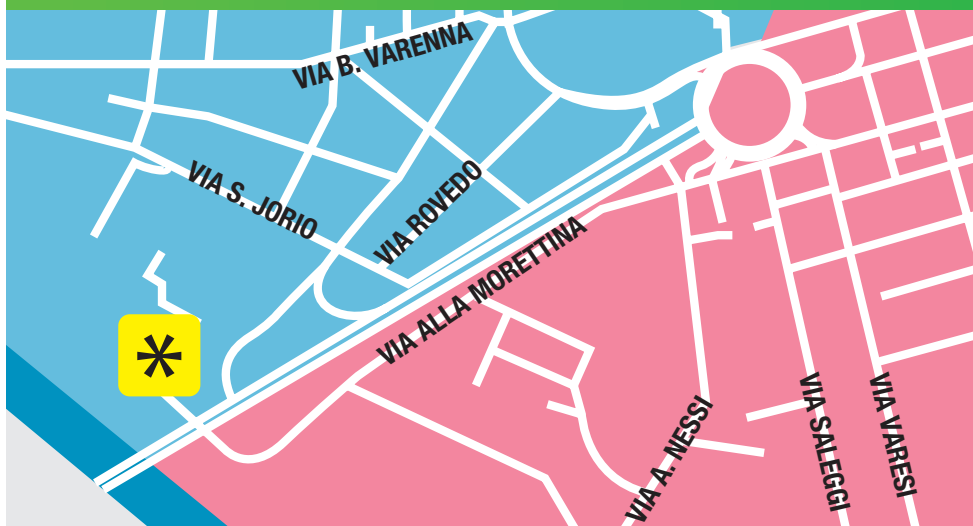 VIA B. VARENNA
VIA S. JORIO
VIA ROVEDO
VIA ALLA MORETTINA
*
VIA A. NESSI
VIA SALEGGI
VIA VARESI